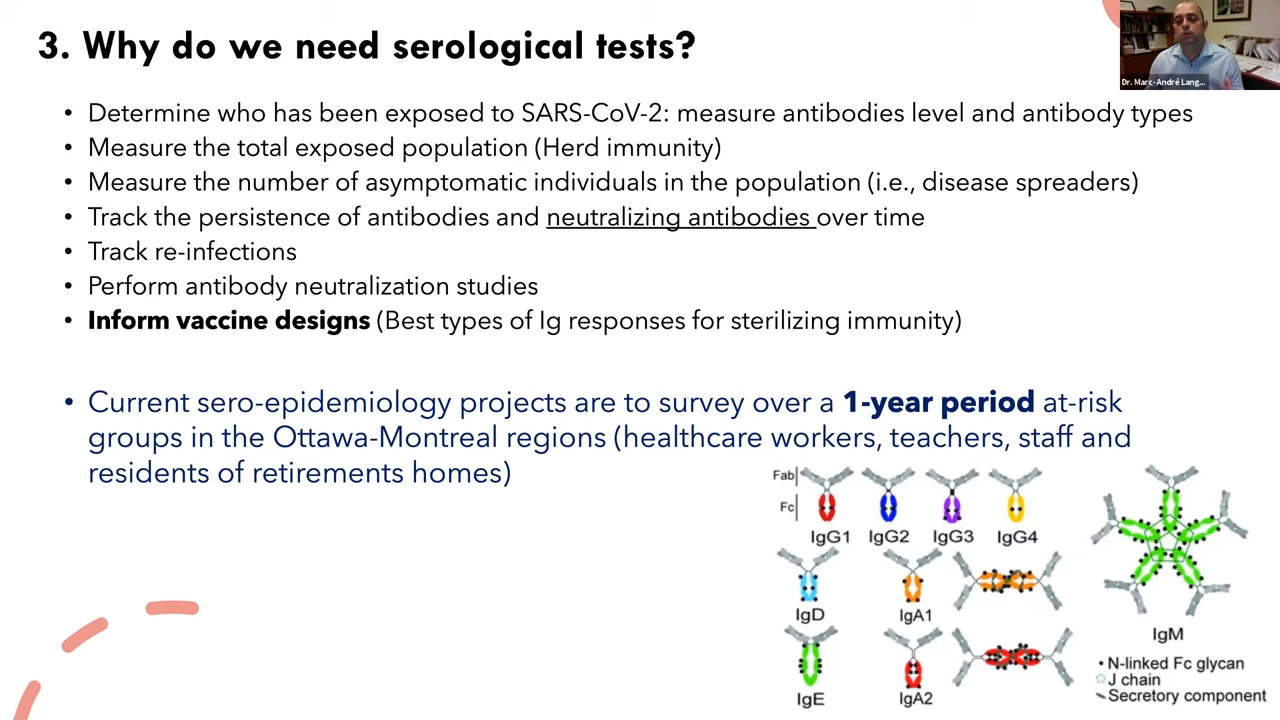 3. Why do we need serological tests?
Dr. Marc-André Lang...
• Determine who has been exposed to SARS-CoV-2: measure antibodies level and antibody types
• Measure the total exposed population (Herd immunity)
• Measure the number of asymptomatic individuals in the population (i.e., disease spreaders)
• Track the persistence of antibodies and neutralizing antibodies over time
• Track re-infections
• Perform antibody neutralization studies
• Inform vaccine designs (Best types of Ig responses for sterilizing immunity)
• Current sero-epidemiology projects are to survey over a 1-year period at-risk
groups in the Ottawa-Montreal regions (healthcare workers, teachers, staff and
residents of retirements homes)
Fab
Fc
IgG1 IgG2 IgG3 IgG4
IgD IgA1
IgM
IgE IgA2
• N-linked Fc glycan
J chain
Secretory component